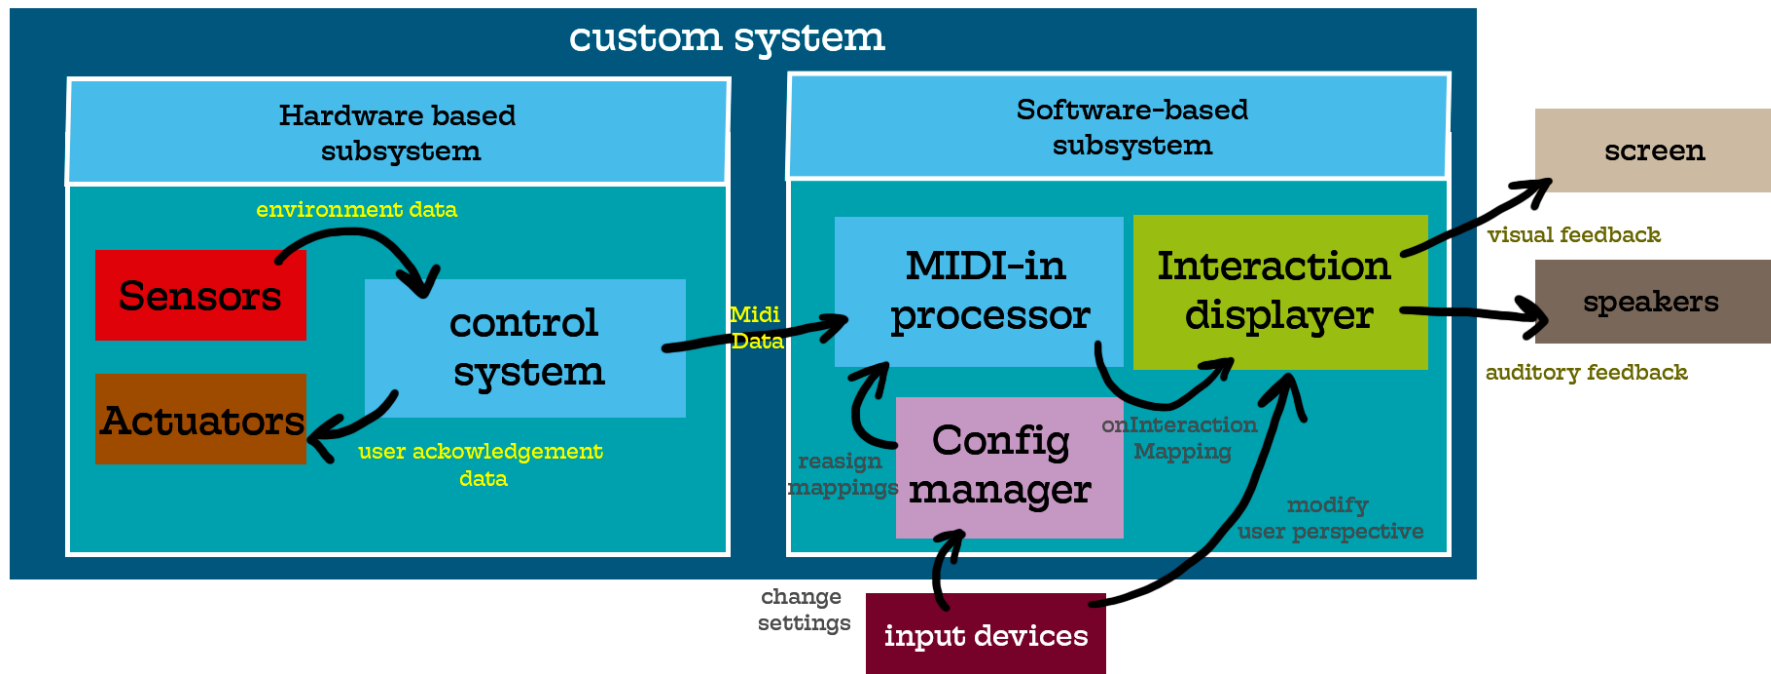 custom system
Hardware based
subsystem
environment data
Sensors
control
system
Actuators
user ackowledgement
data
Midi
Data
Software-based
subsystem
MIDI-in
processor
Interaction
displayer
Config
manager
reasign
mappings
onInteraction
Mapping
modify
user perspective
change
settings
input devices
screen
visual feedback
speakers
auditory feedback